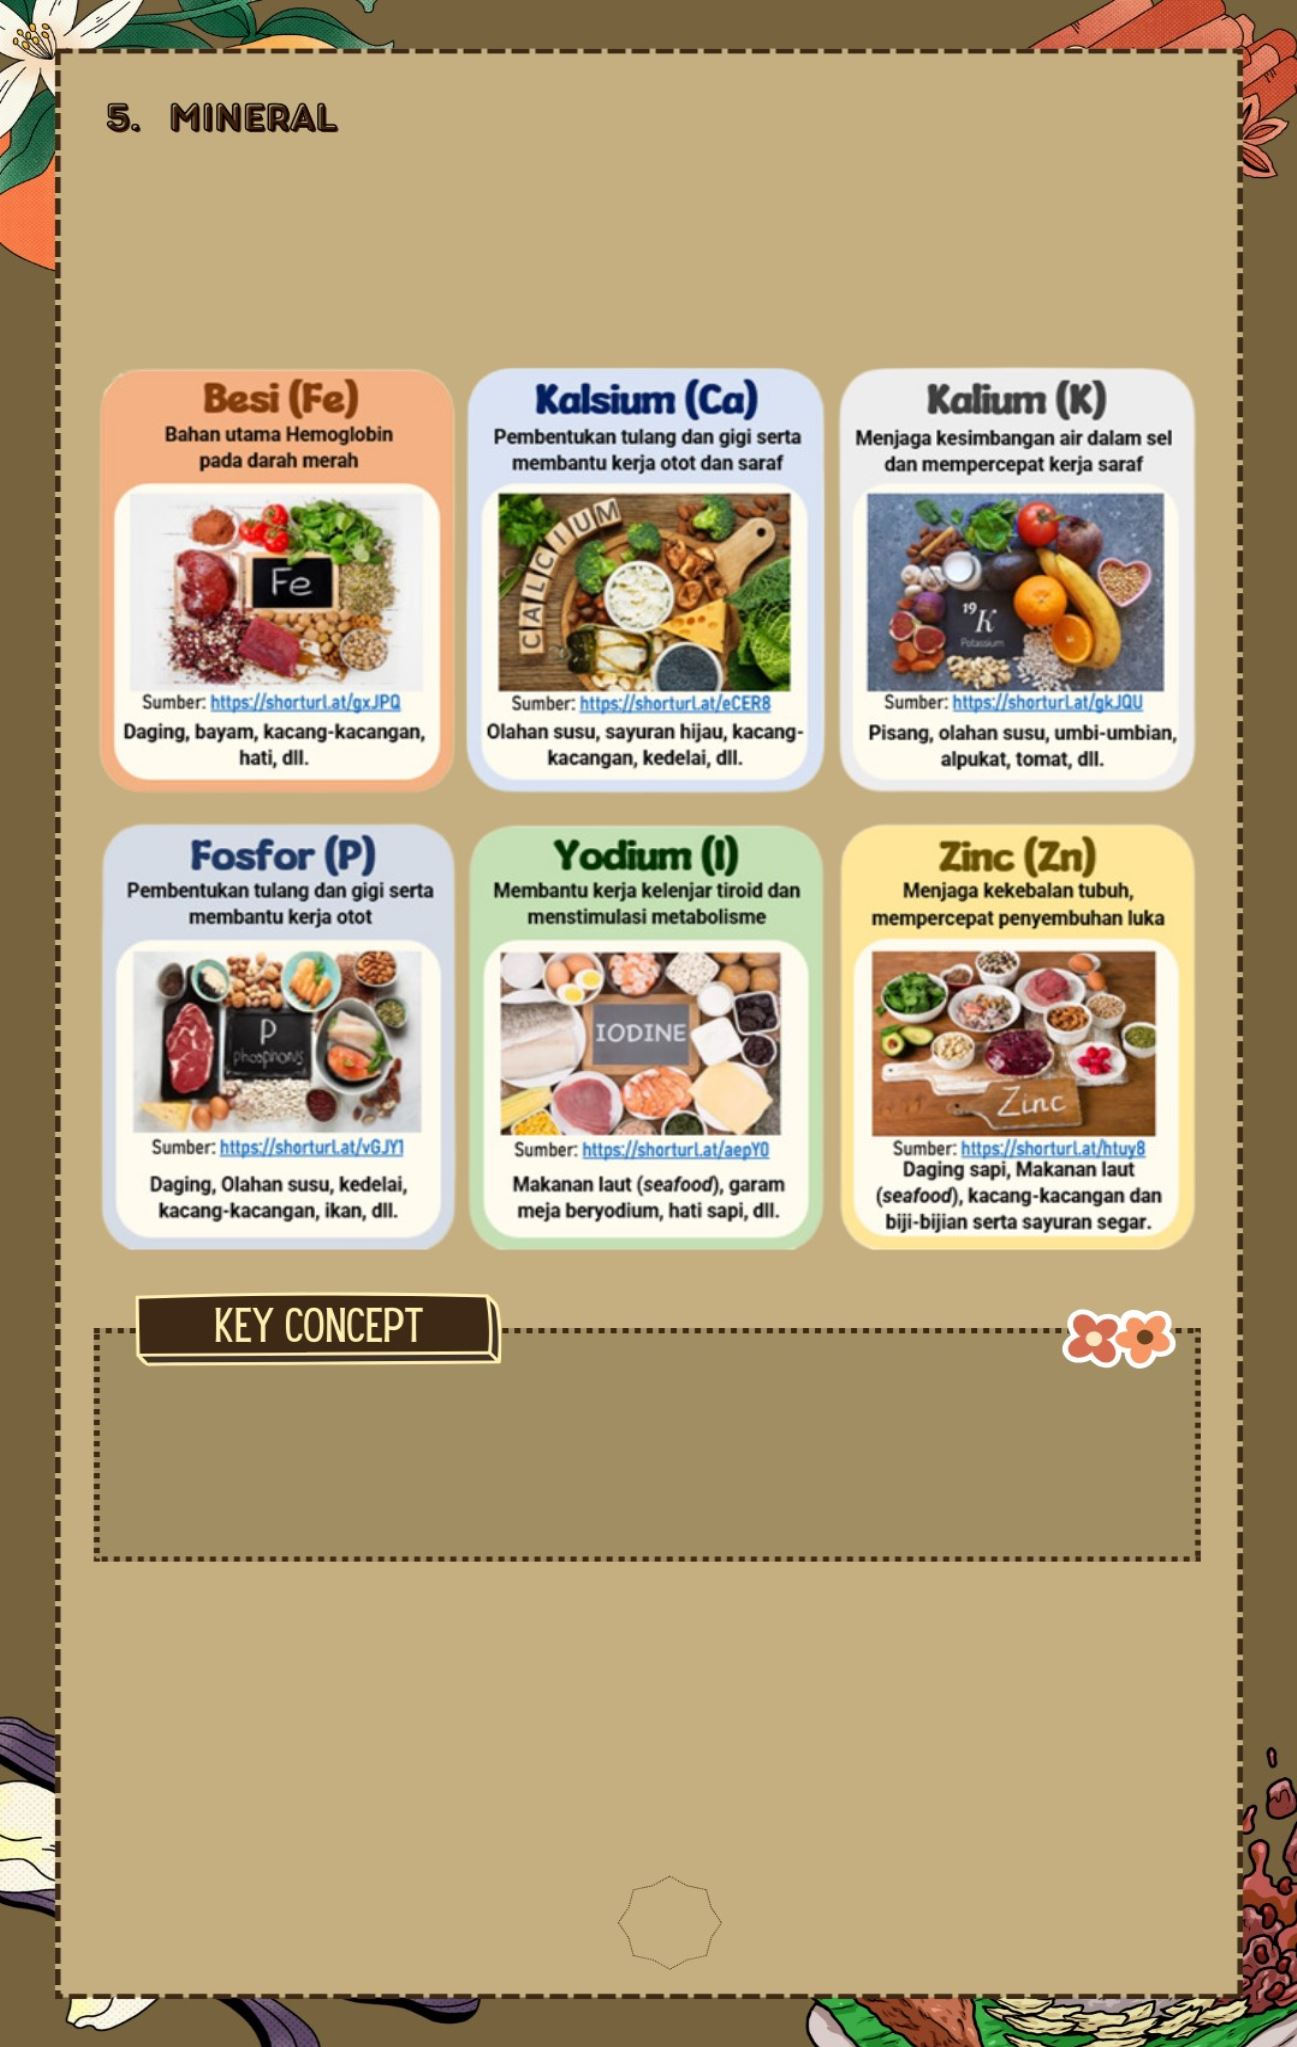 5. MINERAL
Besi (Fe)
Bahan utama Hemoglobin
pada darah merah
Fe
Sumber: https://shorturl.at/gxJPQ
Daging, bayam, kacang-kacangan,
hati, dll.
Kalsium (Ca)
Pembentukan tulang dan gigi serta
membantu kerja otot dan saraf
CALCIUM
Sumber: https://shorturl.at/eCER8
Olahan susu, sayuran hijau, kacang-
kacangan, kedelai, dll.
Kalium (K)
Menjaga kesimbangan air dalam sel
dan mempercepat kerja saraf
19 K
Potassium
Sumber: https://shorturl.at/gkJQU
Pisang, olahan susu, umbi-umbian,
alpukat, tomat, dll.
Fosfor (P)
Pembentukan tulang dan gigi serta
membantu kerja otot
P
phosphorus
Sumber: https://shorturl.at/vGJY1
Daging, Olahan susu, kedelai,
kacang-kacangan, ikan, dll.
Yodium (I)
Membantu kerja kelenjar tiroid dan
menstimulasi metabolisme
IODINE
Sumber: https://shorturl.at/aepY0
Makanan laut (seafood), garam
meja beryodium, hati sapi, dll.
Zinc (Zn)
Menjaga kekebalan tubuh,
mempercepat penyembuhan luka
Zinc
Sumber: https://shorturl.at/htuy8
Daging sapi, Makanan laut
(seafood), kacang-kacangan dan
biji-bijian serta sayuran segar.
KEY CONCEPT